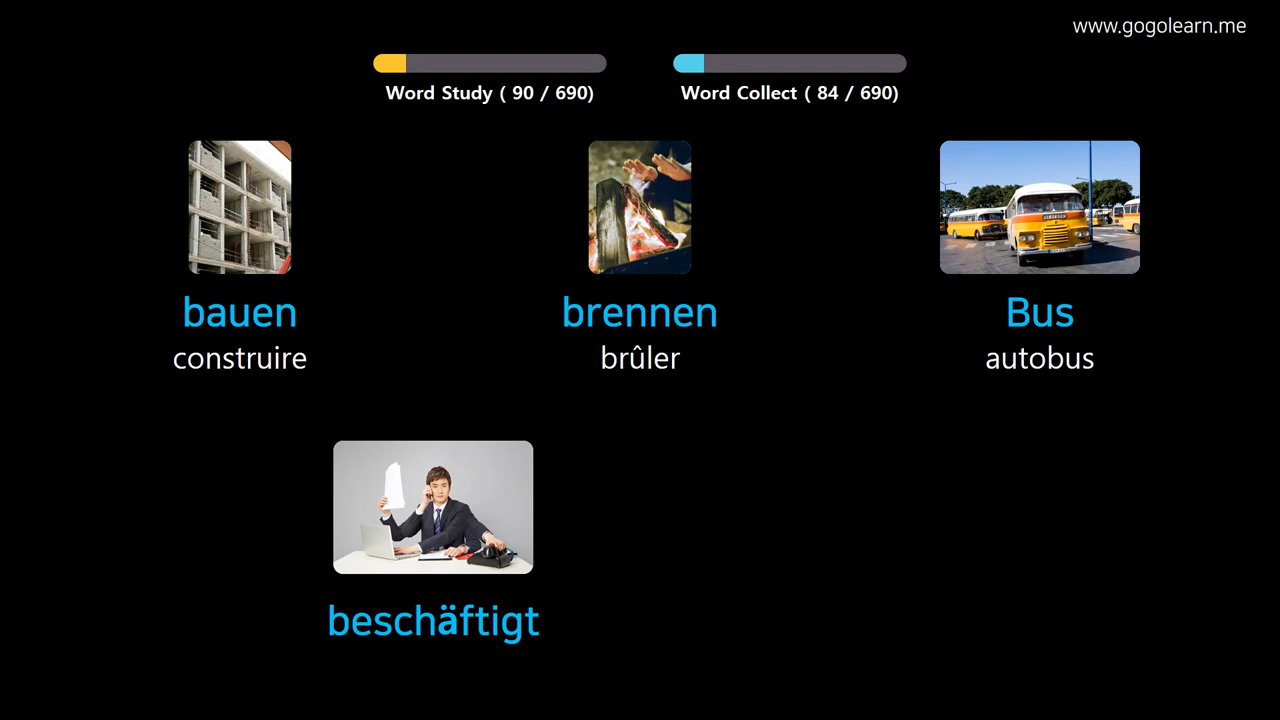 www.gogolearn.me
Word Study ( 90 / 690)
Word Collect ( 84 / 690)
bauen
construire
brennen
brûler
Bus
autobus
beschäftigt